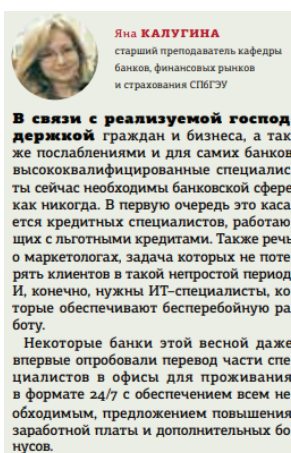 Яна КАЛУГИНА
старший преподаватель кафедры
банков, финансовых рынков
и страхования СПбГЭУ
В связи с реализуемой господ
держкой граждан и бизнеса, а так
же послаблениями и для самих банков
высококвалифицированные специалис
ты сейчас необходимы банковской сфере
как никогда. В первую очередь это каса
ется кредитных специалистов, работаю
щих с льготными кредитами. Также речь
о маркетологах, задача которых не поте
рять клиентов в такой непростой период
И, конечно, нужны ИТ–специалисты, ко
торые обеспечивают бесперебойную ра
боту.
Некоторые банки этой весной даже
впервые опробовали перевод части спе
циалистов в офисы для проживания
в формате 24/7 с обеспечением всем не
обходимым, предложением повышения
заработной платы и дополнительных бо
нусов.